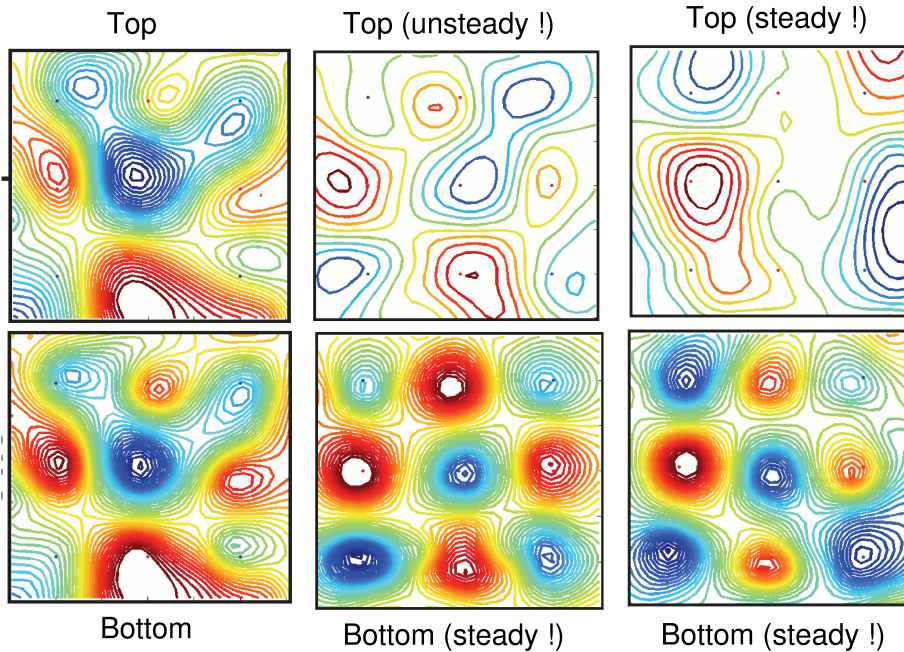 Top
Top (unsteady !)
Top (steady !)
Bottom
Bottom (steady !)
Bottom (steady !)